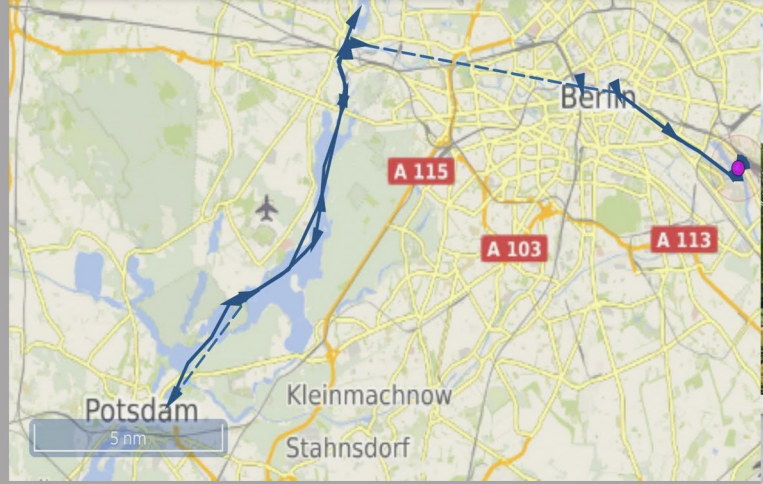 Berlin
A 115
A 103
A 113
Potsdam
5 nm
Kleinmachnow
Stahnsdorf